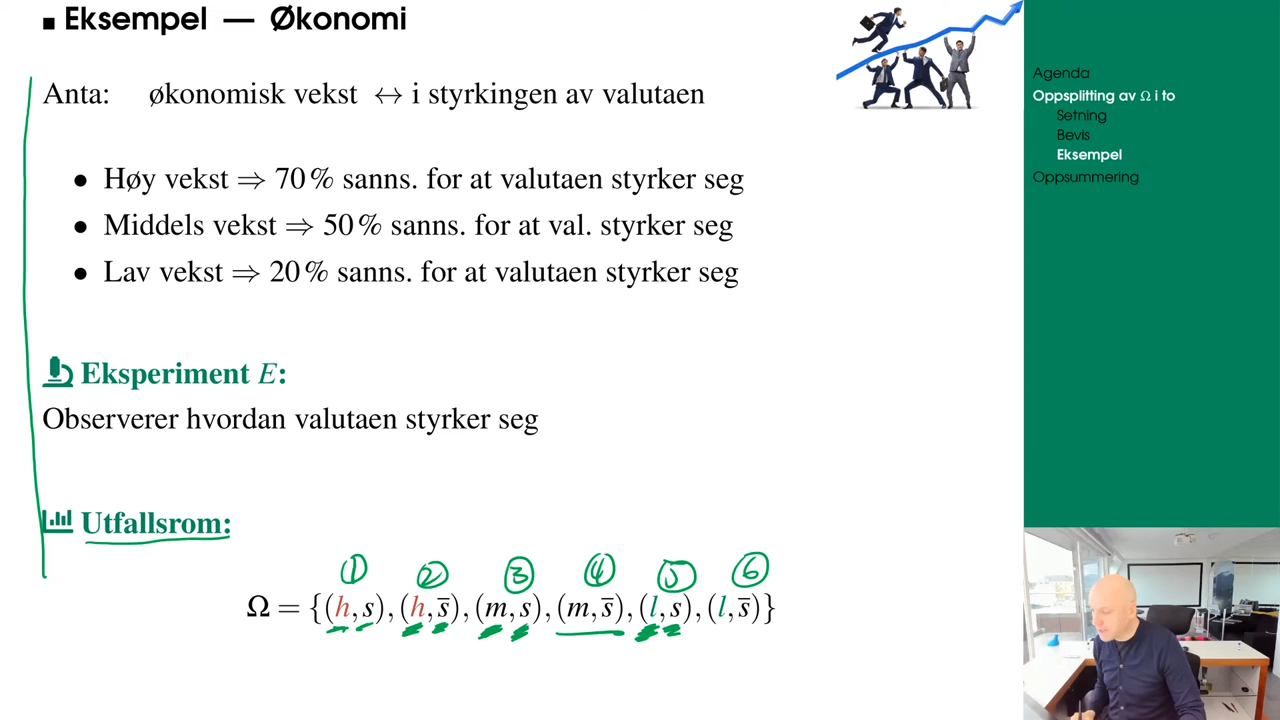 Eksempel — Økonomi
Anta: økonomisk vekst ↔ i styrkingen av valutaen
• Høy vekst ⇒ 70 % sanns. for at valutaen styrker seg
• Middels vekst ⇒ 50 % sanns. for at val. styrker seg
• Lav vekst ⇒ 20 % sanns. for at valutaen styrker seg
Eksperiment E:
Observerer hvordan valutaen styrker seg
Utfallsrom:
① ② ③ ④ ⑤ ⑥
Ω = {(h, s), (h, s̅), (m, s), (m, s̅), (l, s), (l, s̅)}
Agenda
Oppsplitting av Ω i to
Setning
Bevis
Eksempel
Oppsummering